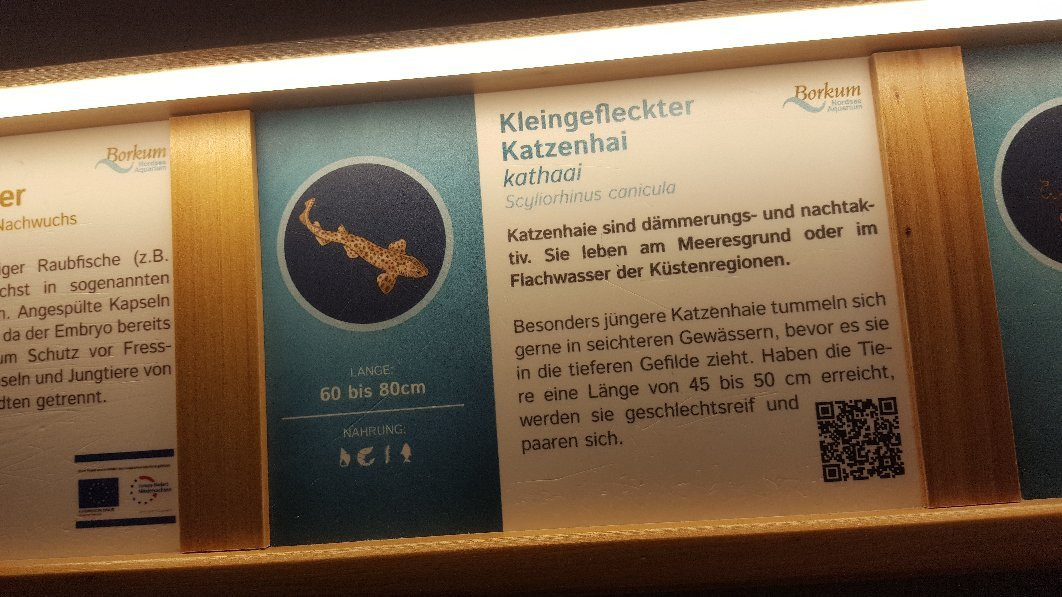 er
Nachwuchs
iger Raubfische (z.B.
chst in sogenannten
n. Angespülte Kapseln
da der Embryo bereits
um Schutz vor Fress-
seln und Jungtiere von
dten getrennt.
Borkum
Nordsee
Aquarium
LÄNGE:
60 bis 80cm
NAHRUNG:
Kleingefleckter
Katzenhai
kathaai
Scyliorhinus canicula
Borkum
Nordsee
Aquarium
Katzenhaie sind dämmerungs- und nachtak-
tiv. Sie leben am Meeresgrund oder im
Flachwasser der Küstenregionen.
Besonders jüngere Katzenhaie tummeln sich
gerne in seichteren Gewässern, bevor es sie
in die tieferen Gefilde zieht. Haben die Tie-
re eine Länge von 45 bis 50 cm erreicht,
werden sie geschlechtsreif und
paaren sich.